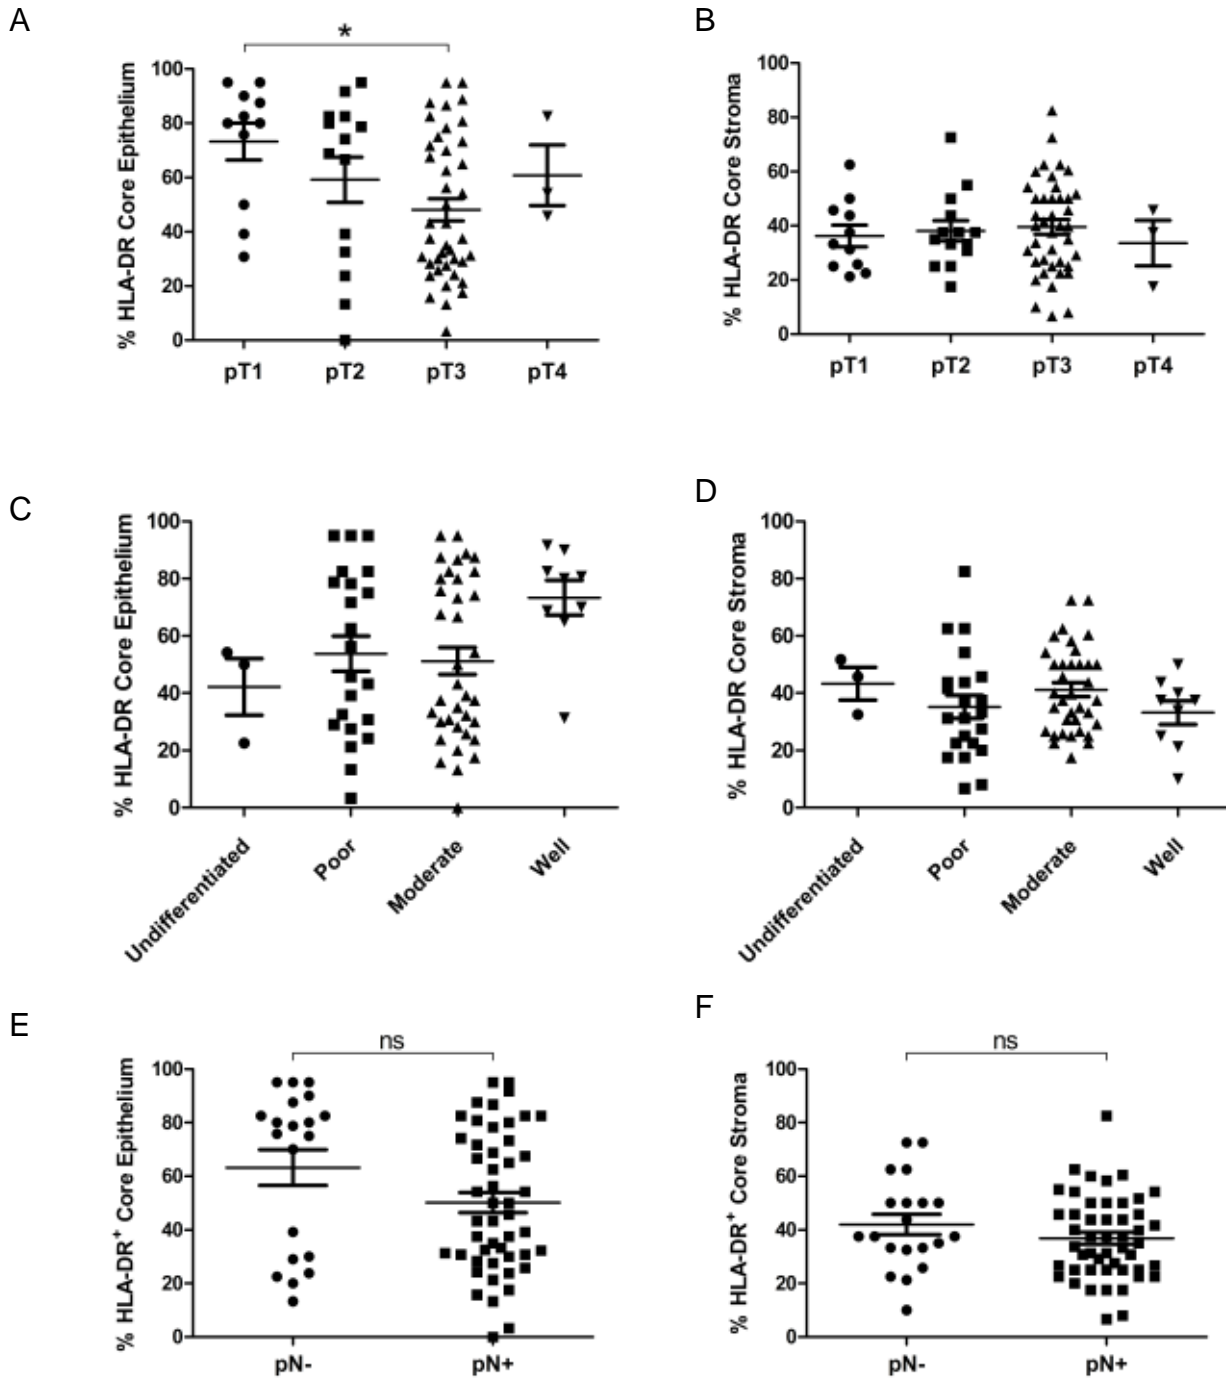 A
*
% HLA-DR Core Epithelium
100
80
60
40
20
0
pT1 pT2 pT3 pT4
B
% HLA-DR Core Stroma
100
80
60
40
20
0
pT1 pT2 pT3 pT4
C
% HLA-DR Core Epithelium
100
80
60
40
20
0
Undifferentiated Poor Moderate Well
D
% HLA-DR Core Stroma
100
80
60
40
20
0
Undifferentiated Poor Moderate Well
E
ns
% HLA-DR⁺ Core Epithelium
100
80
60
40
20
0
pN- pN+
F
ns
% HLA-DR⁺ Core Stroma
100
80
60
40
20
0
pN- pN+